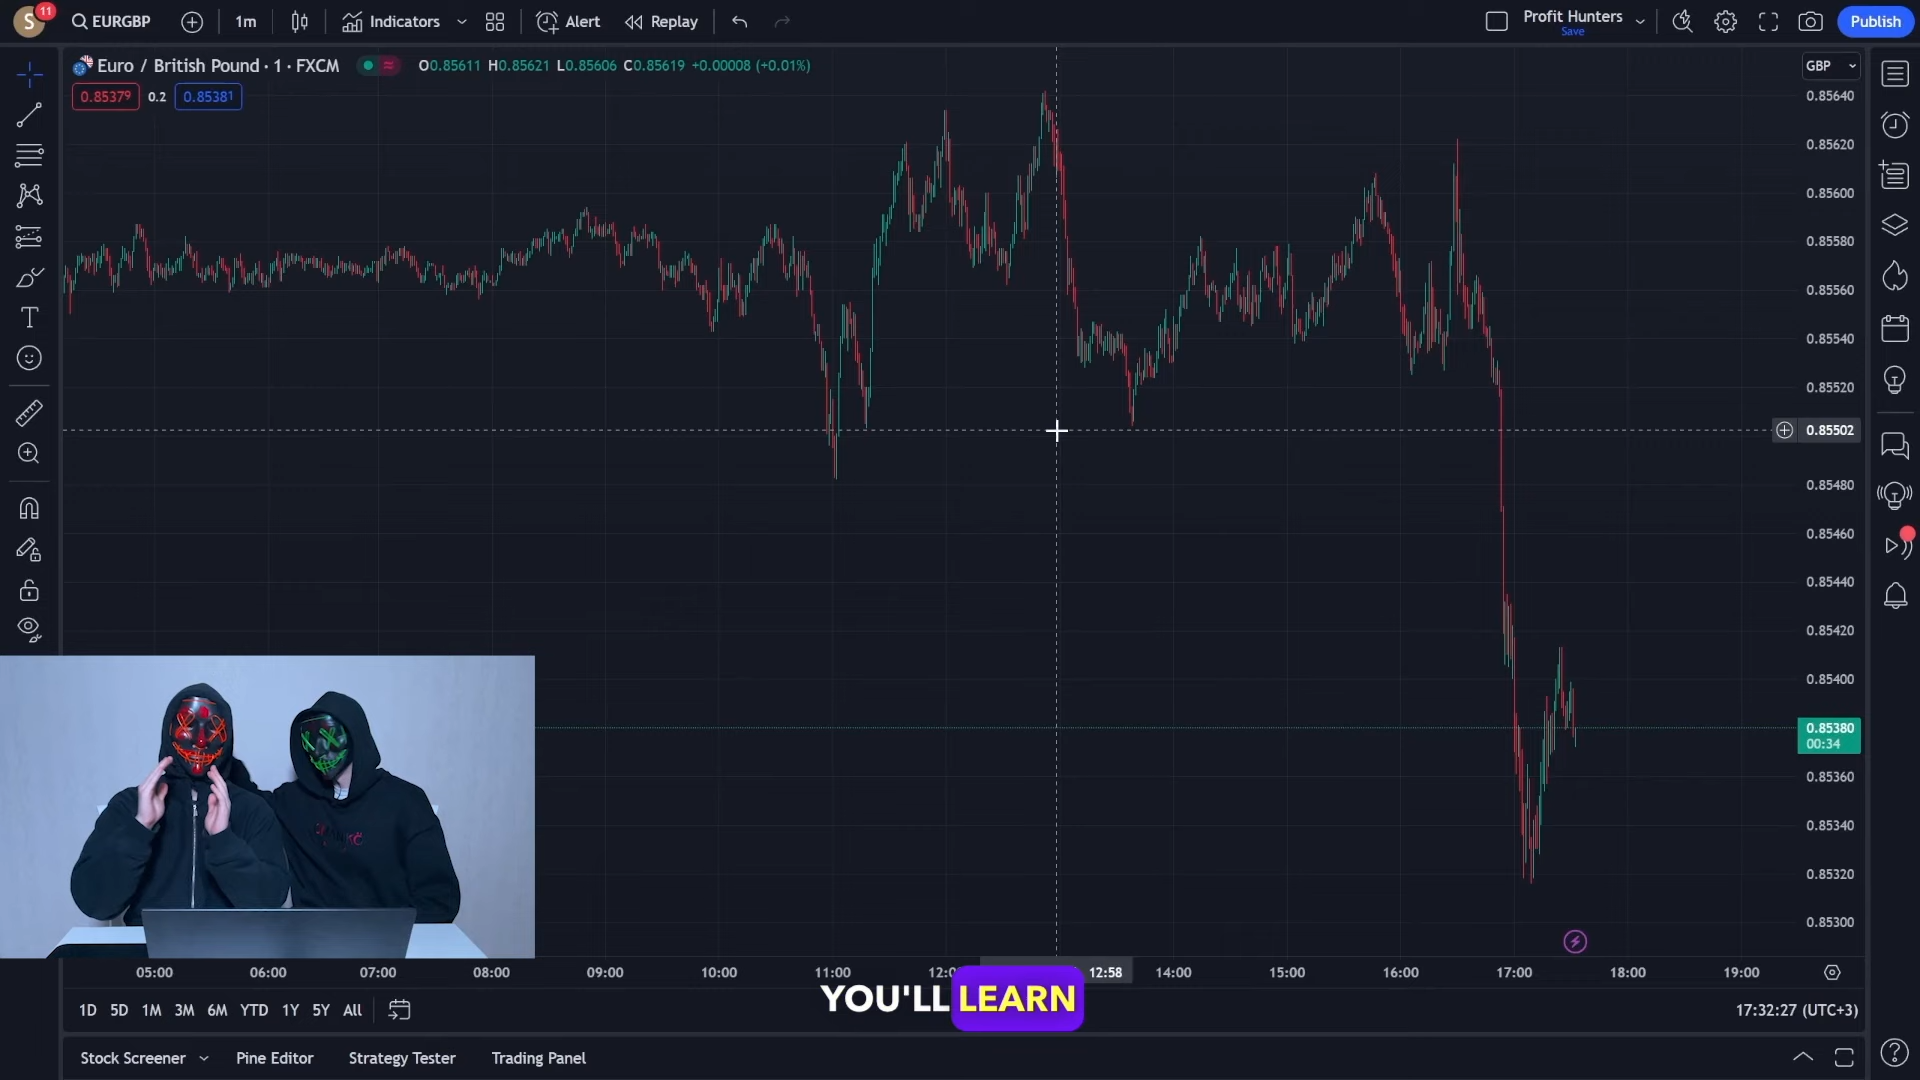 S 11 EURGBP 1m Indicators Alert Replay Profit Hunters Save Publish
Euro / British Pound · 1 · FXCM O0.85611 H0.85621 L0.85606 C0.85619 +0.00008 (+0.01%) GBP
0.85379 0.2 0.85381
0.85640
0.85620
0.85600
0.85580
0.85560
0.85540
0.85520
0.85502
0.85480
0.85460
0.85440
0.85420
0.85400
0.85380
00:34
0.85360
0.85340
0.85320
0.85300
05:00 06:00 07:00 08:00 09:00 10:00 11:00 12:58 14:00 15:00 16:00 17:00 18:00 19:00
YOU'LL LEARN
1D 5D 1M 3M 6M YTD 1Y 5Y All 17:32:27 (UTC+3)
Stock Screener Pine Editor Strategy Tester Trading Panel